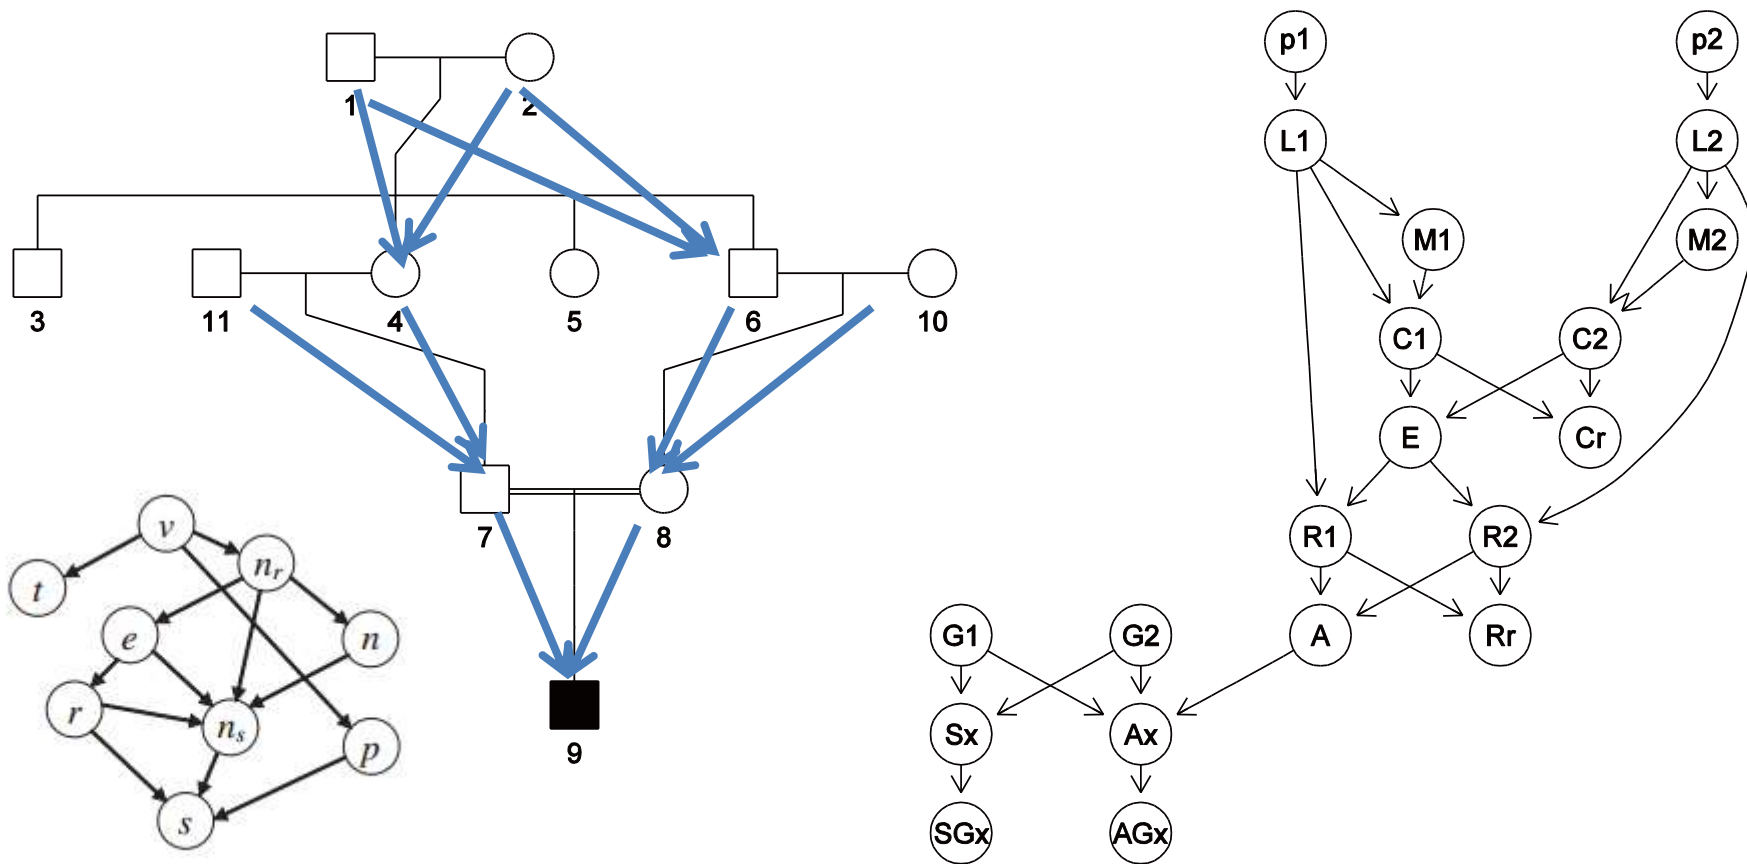 1 2
3 11 4 5 6 10
7 8
9
v
t
n_r
e
n
r
n_s
p
s
p1 p2
L1 L2
M1 M2
C1 C2
E Cr
R1 R2
G1 G2 A Rr
Sx Ax
SGx AGx